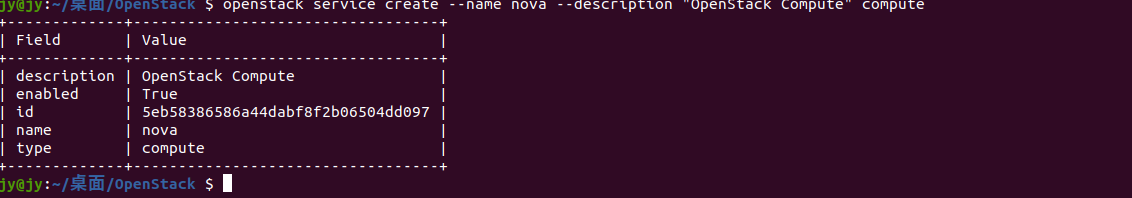 jy@jy:~/桌面/OpenStack $ openstack service create --name nova --description "OpenStack Compute" compute
+-------------+----------------------------------+
| Field       | Value                            |
+-------------+----------------------------------+
| description | OpenStack Compute                |
| enabled     | True                             |
| id          | 5eb58386586a44dabf8f2b06504dd097 |
| name        | nova                             |
| type        | compute                          |
+-------------+----------------------------------+
jy@jy:~/桌面/OpenStack $